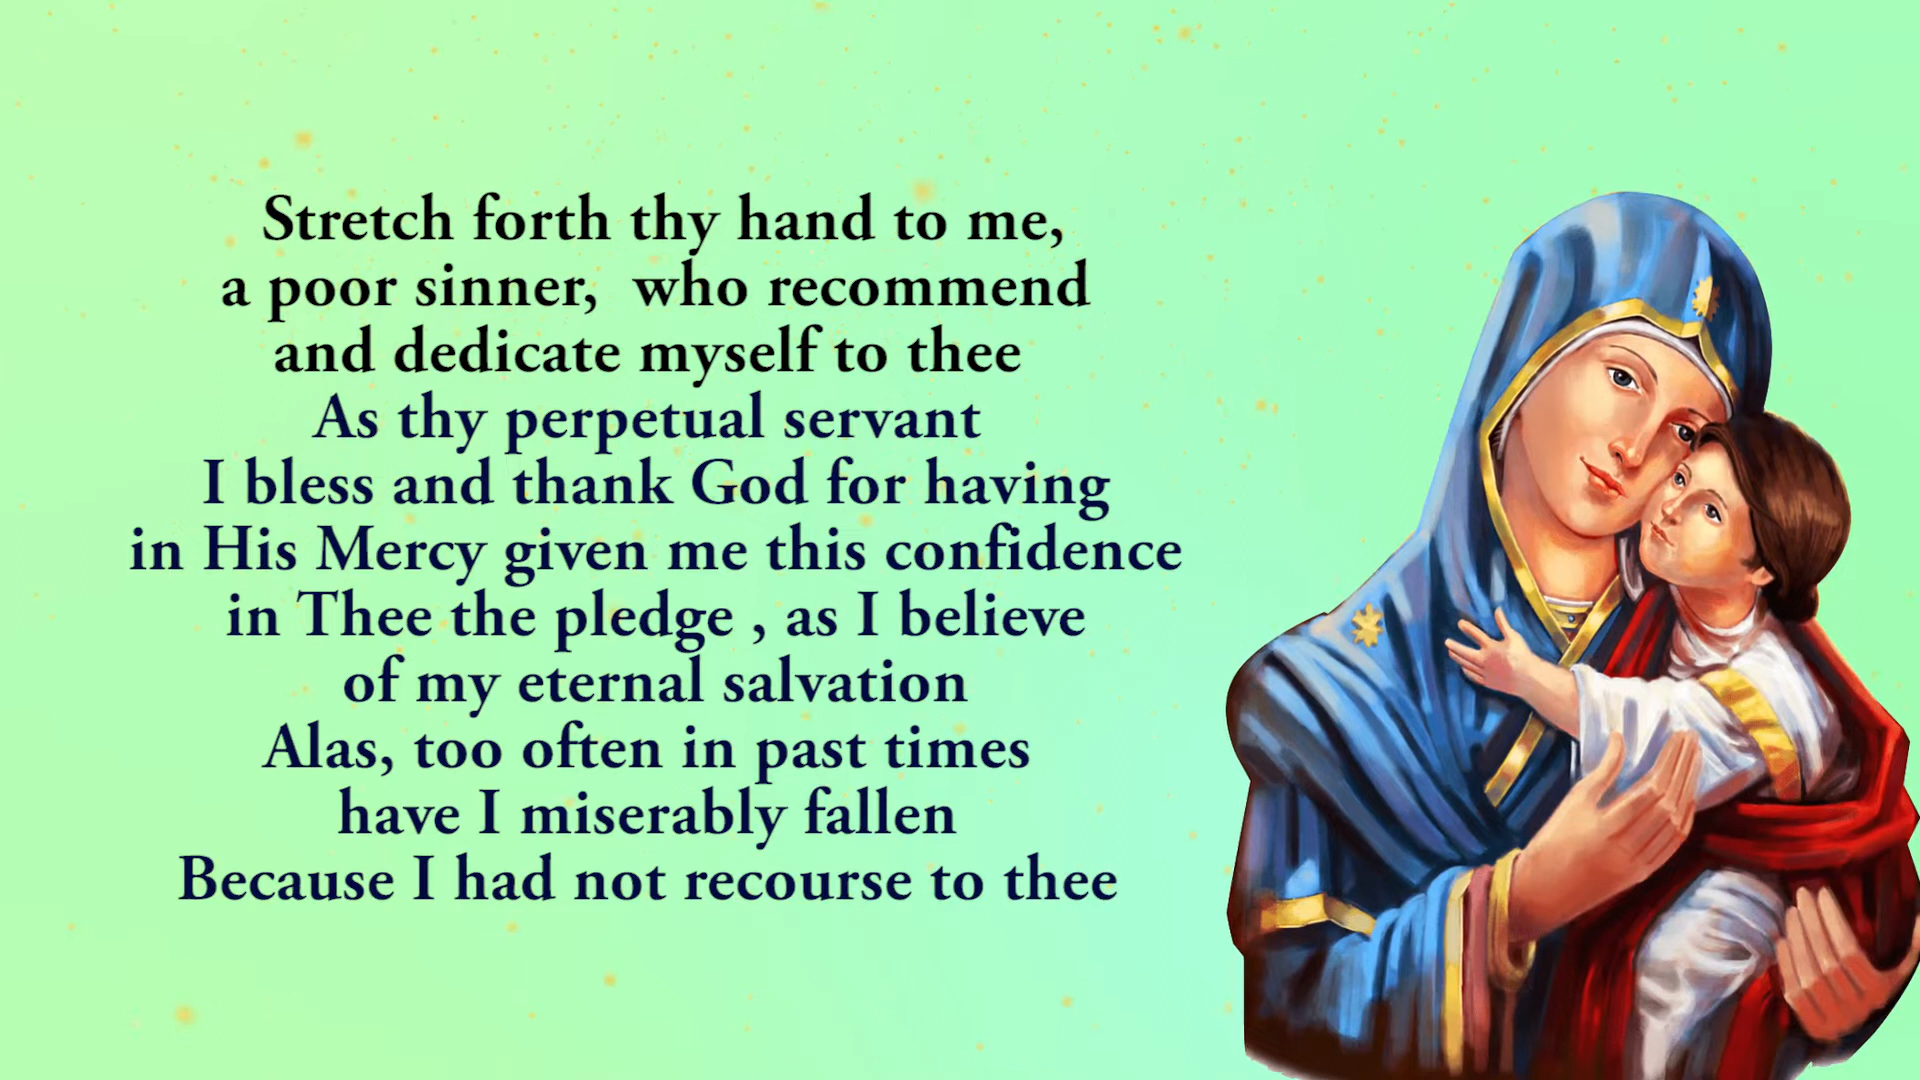 Stretch forth thy hand to me,
a poor sinner, who recommend
and dedicate myself to thee
As thy perpetual servant
I bless and thank God for having
in His Mercy given me this confidence
in Thee the pledge , as I believe
of my eternal salvation
Alas, too often in past times
have I miserably fallen
Because I had not recourse to thee